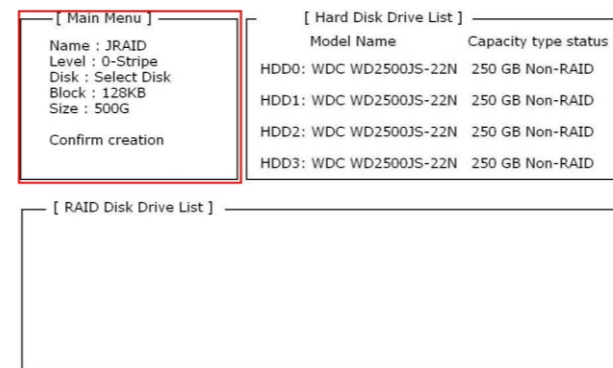 [ Main Menu ]
Name : JRAID
Level : 0-Stripe
Disk : Select Disk
Block : 128KB
Size : 500G
Confirm creation
[ Hard Disk Drive List ]
Model Name Capacity type status
HDD0: WDC WD2500JS-22N 250 GB Non-RAID
HDD1: WDC WD2500JS-22N 250 GB Non-RAID
HDD2: WDC WD2500JS-22N 250 GB Non-RAID
HDD3: WDC WD2500JS-22N 250 GB Non-RAID
[ RAID Disk Drive List ]